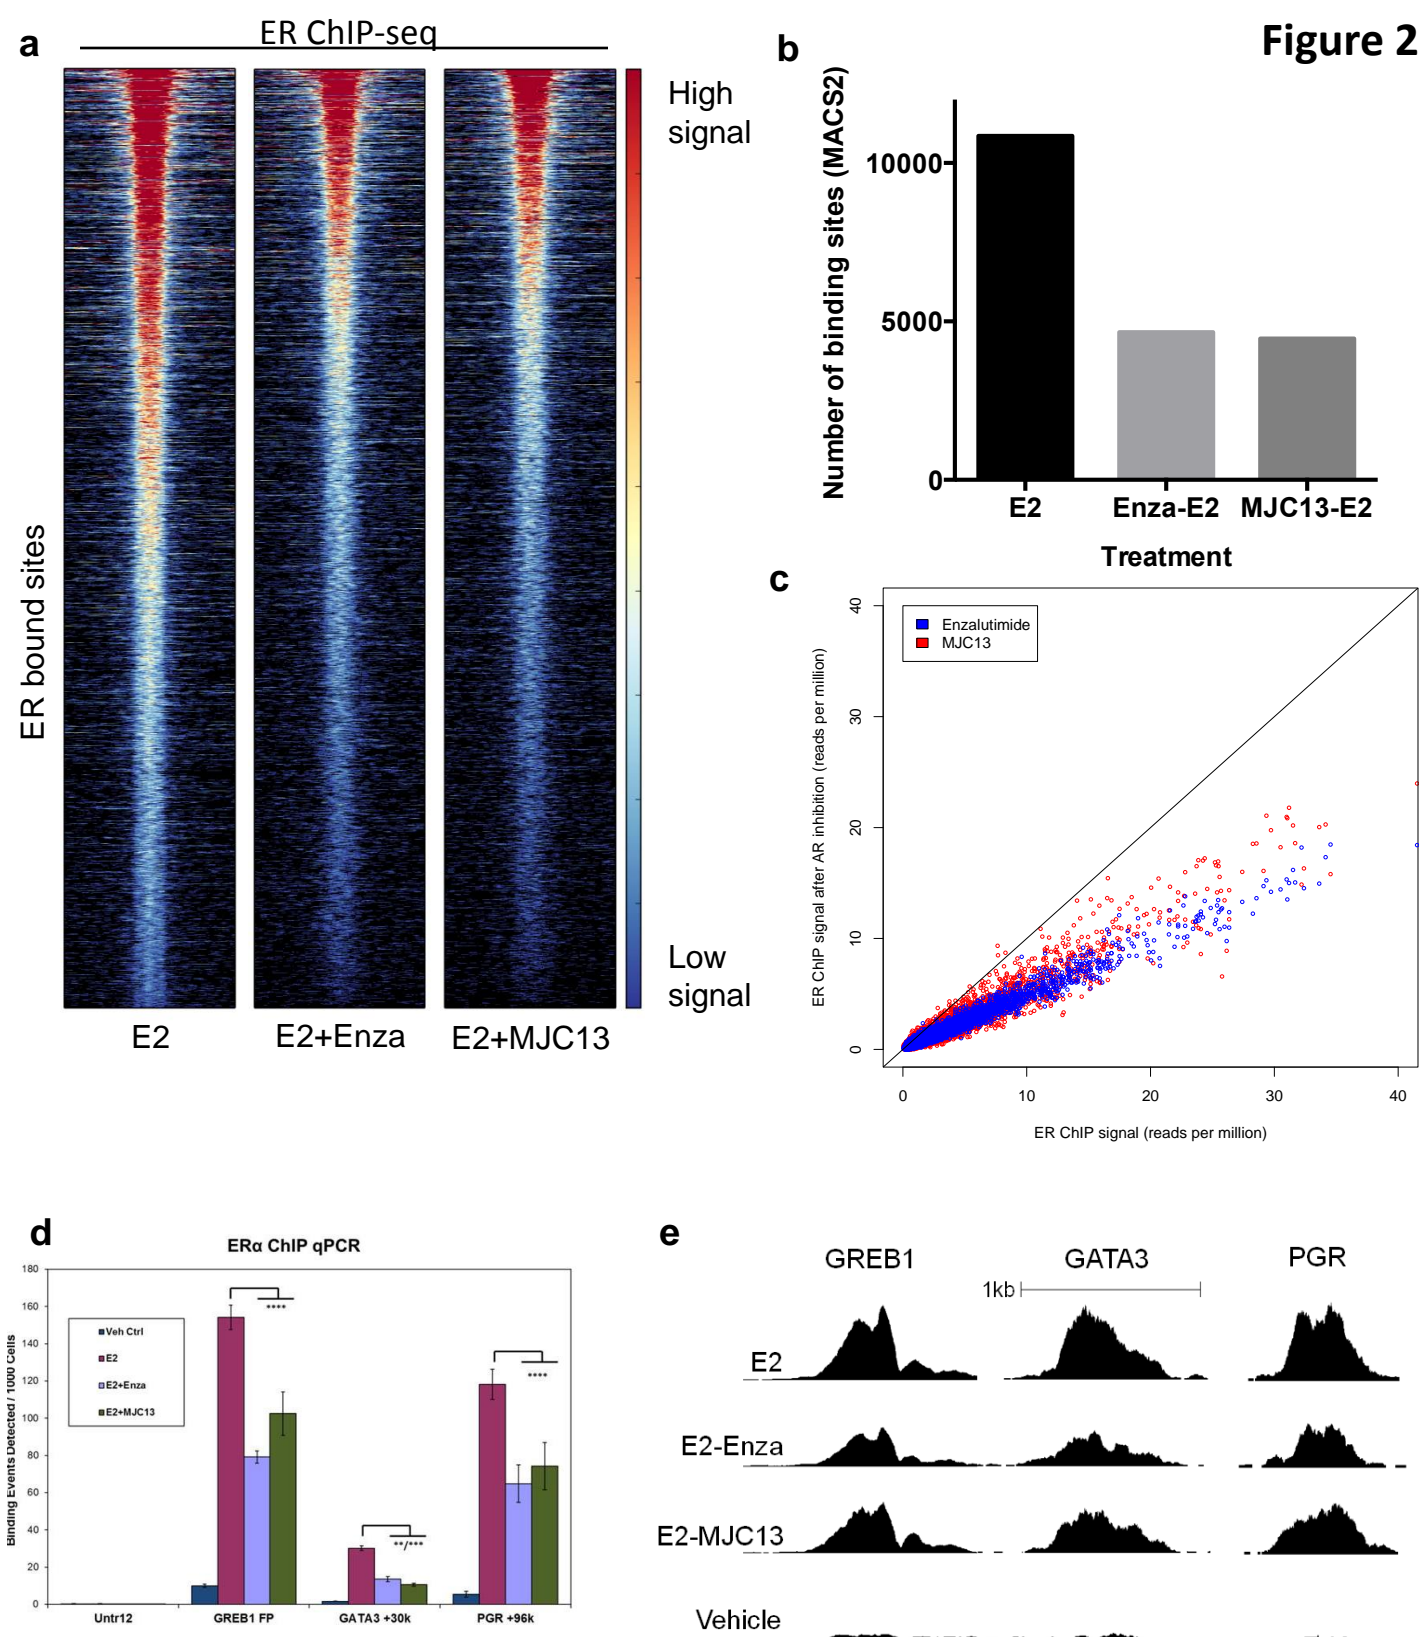 Figure 2
a
ER ChIP-seq
High
signal
Low
signal
ER bound sites
E2
E2+Enza
E2+MJC13
b
Number of binding sites (MACS2)
10000
5000
0
E2
Enza-E2
MJC13-E2
Treatment
c
ER ChIP signal after AR inhibition (reads per million)
40
30
20
10
0
Enzalutimide
MJC13
0
10
20
30
40
ER ChIP signal (reads per million)
d
ERα ChIP qPCR
Binding Events Detected / 1000 Cells
180
160
140
120
100
80
60
40
20
0
Veh Ctrl
E2
E2+Enza
E2+MJC13
****
**/***
****
Untr12
GREB1 FP
GATA3 +30k
PGR +96k
e
GREB1
GATA3
PGR
1kb
E2
E2-Enza
E2-MJC13
Vehicle